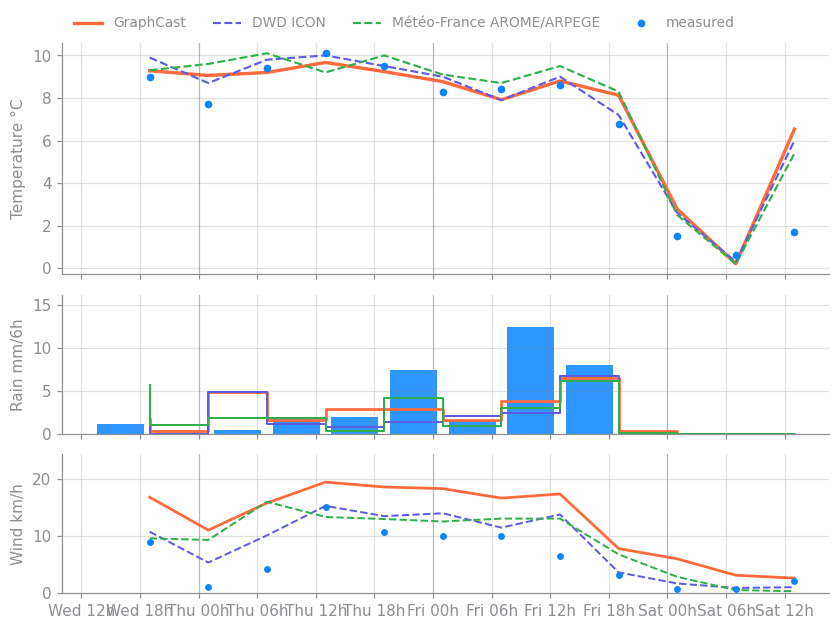 GraphCast DWD ICON Météo-France AROME/ARPEGE measured
Temperature °C
10
8
6
4
2
0
Rain mm/6h
15
10
5
0
Wind km/h
20
10
0
Wed 12h Wed 18h Thu 00h Thu 06h Thu 12h Thu 18h Fri 00h Fri 06h Fri 12h Fri 18h Sat 00h Sat 06h Sat 12h